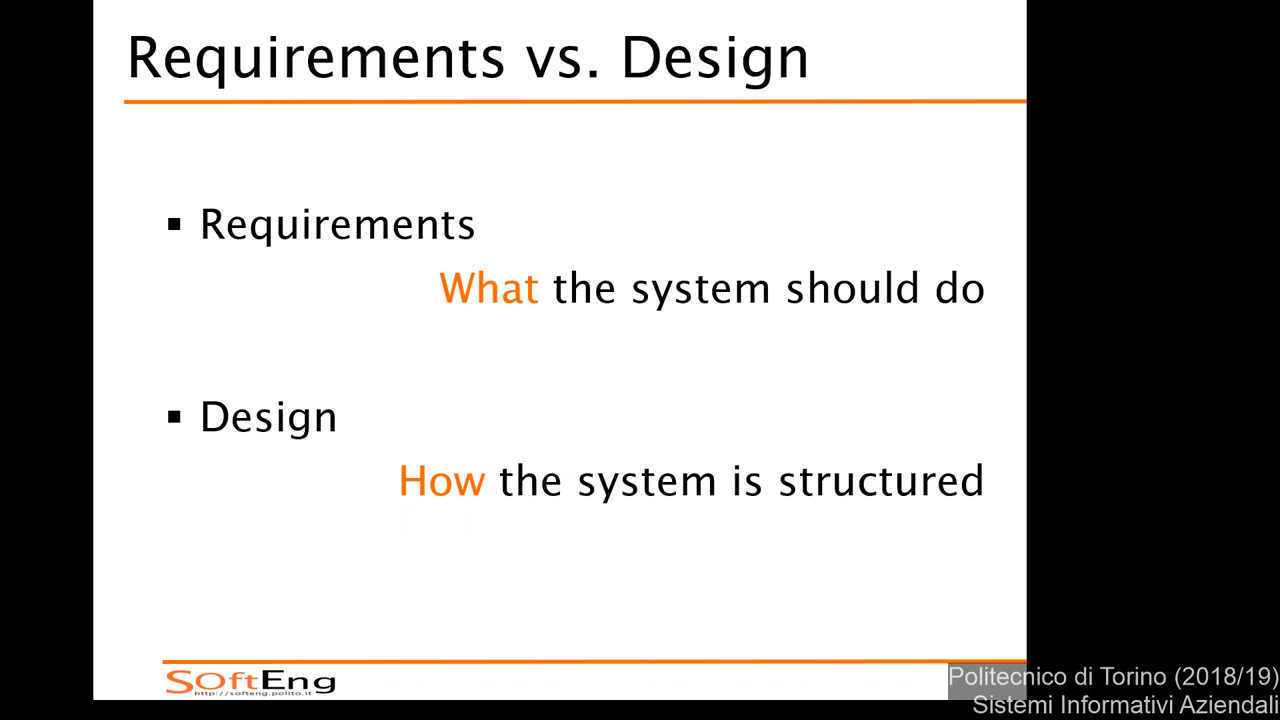 Requirements vs. Design
▪ Requirements
What the system should do
▪ Design
How the system is structured
SOftEng
http://softeng.polito.it
Politecnico di Torino (2018/19)
Sistemi Informativi Aziendali